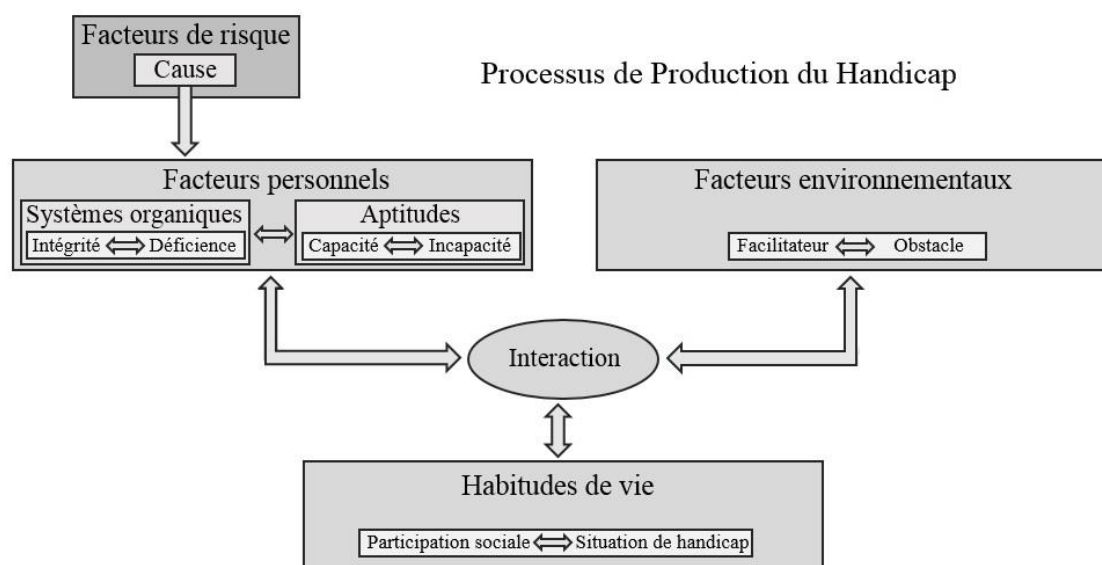 Facteurs de risque
Cause
Processus de Production du Handicap
Facteurs personnels
Systèmes organiques
Intégrité Déficience
Aptitudes
Capacité Incapacité
Facteurs environnementaux
Facilitateur Obstacle
Interaction
Habitudes de vie
Participation sociale Situation de handicap